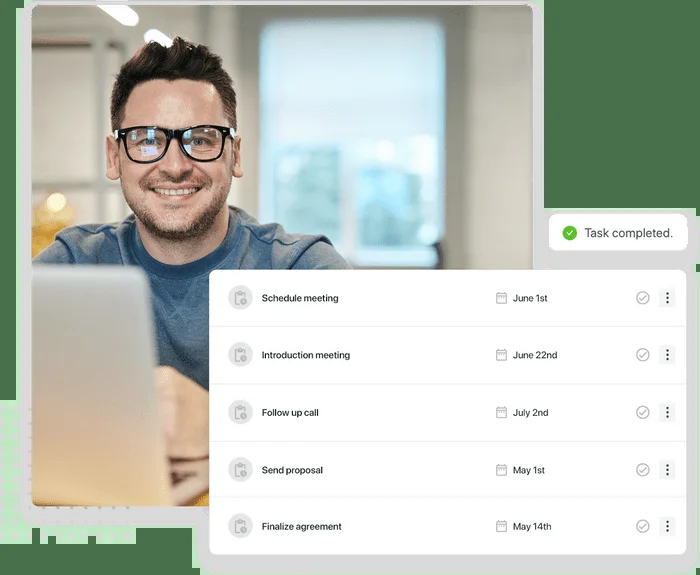 Task completed.
Schedule meeting June 1st
Introduction meeting June 22nd
Follow up call July 2nd
Send proposal May 1st
Finalize agreement May 14th